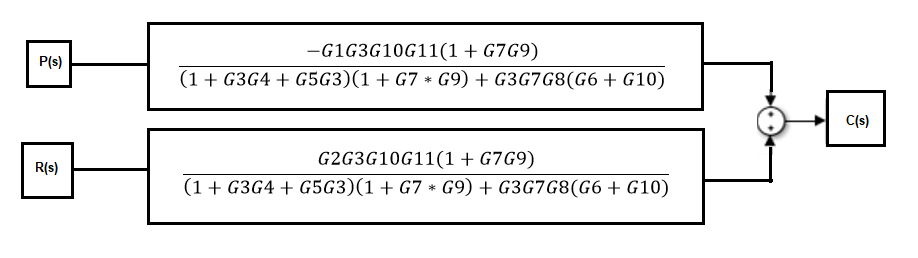 P(s)
−G1G3G10G11(1 + G7G9)
(1 + G3G4 + G5G3)(1 + G7 * G9) + G3G7G8(G6 + G10)
+
+
C(s)
R(s)
G2G3G10G11(1 + G7G9)
(1 + G3G4 + G5G3)(1 + G7 * G9) + G3G7G8(G6 + G10)